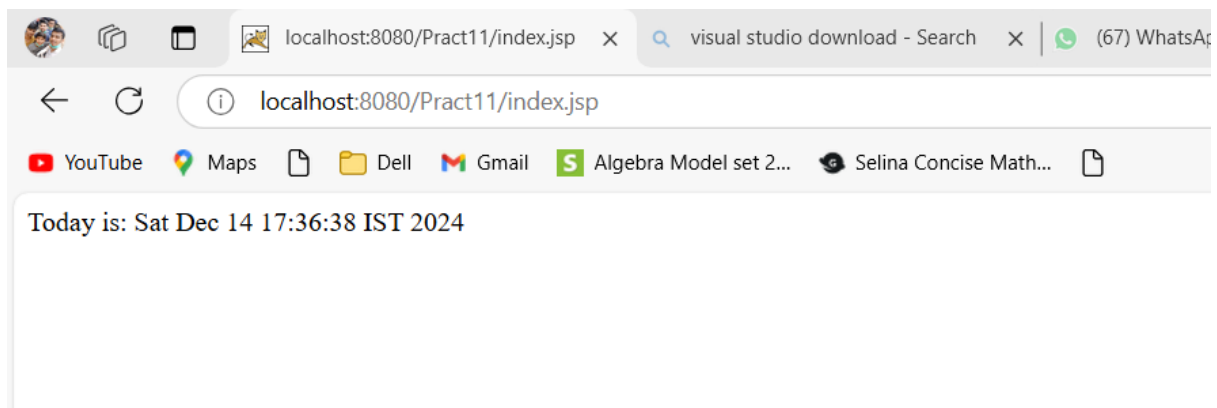 localhost:8080/Pract11/index.jsp
visual studio download - Search
(67) WhatsAp
localhost:8080/Pract11/index.jsp
YouTube
Maps
Dell
Gmail
S Algebra Model set 2...
Selina Concise Math...
Today is: Sat Dec 14 17:36:38 IST 2024